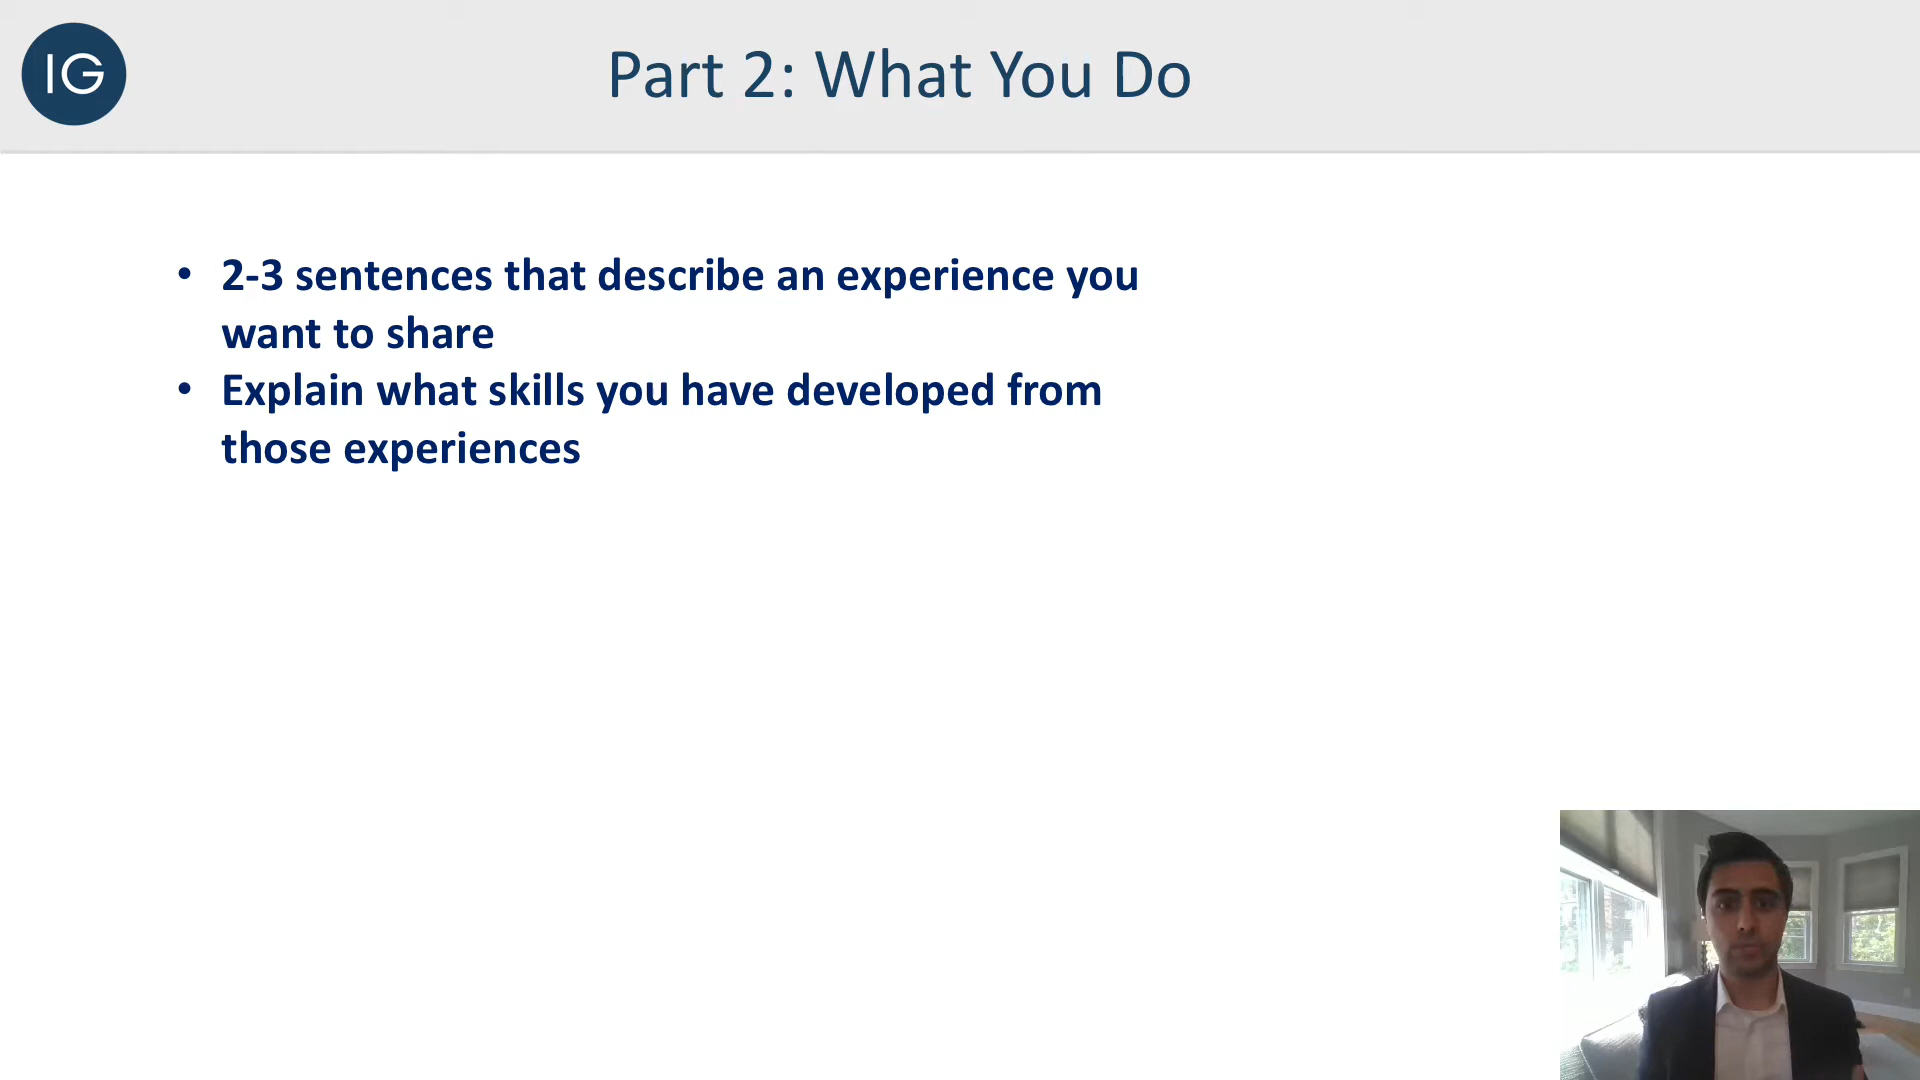 IG
Part 2: What You Do
• 2-3 sentences that describe an experience you
want to share
• Explain what skills you have developed from
those experiences